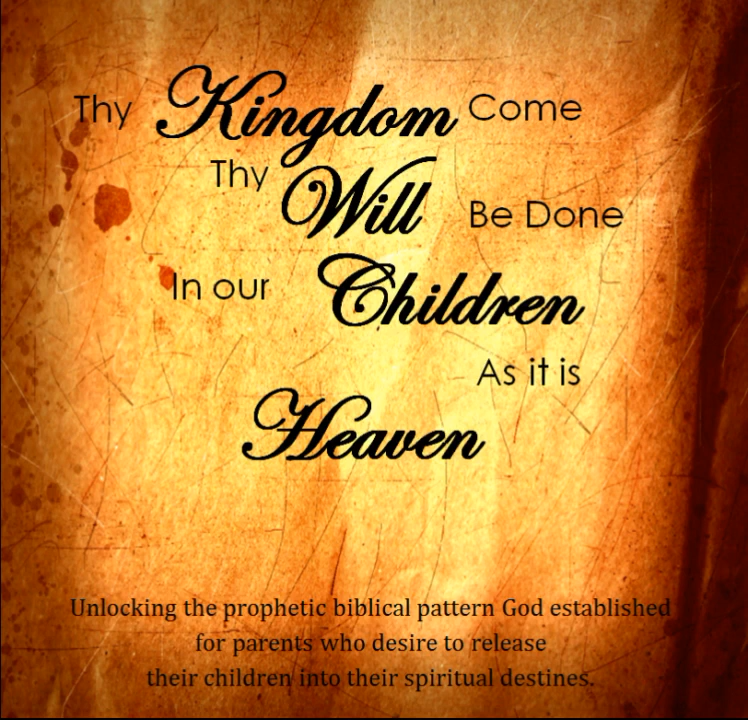 Thy Kingdom Come
Thy Will Be Done
In our Children
As it is
Heaven
Unlocking the prophetic biblical pattern God established
for parents who desire to release
their children into their spiritual destines.